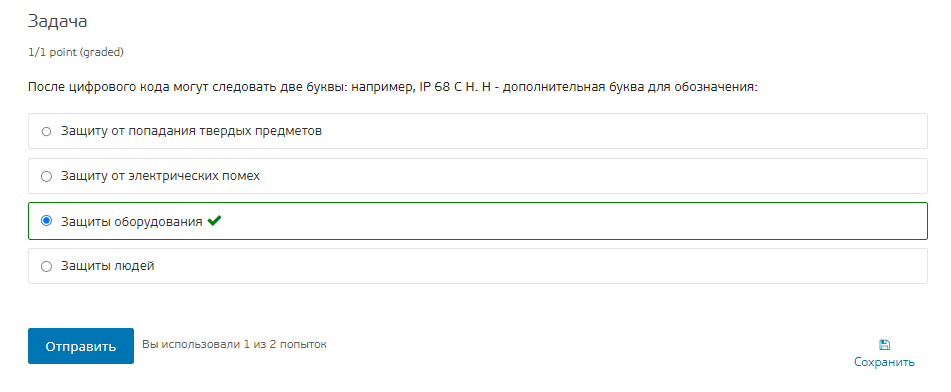 Задача
1/1 point (graded)
После цифрового кода могут следовать две буквы: например, IP 68 C H. H - дополнительная буква для обозначения:
Защиту от попадания твердых предметов
Защиту от электрических помех
Защиты оборудования
Защиты людей
Отправить
Вы использовали 1 из 2 попыток
Сохранить